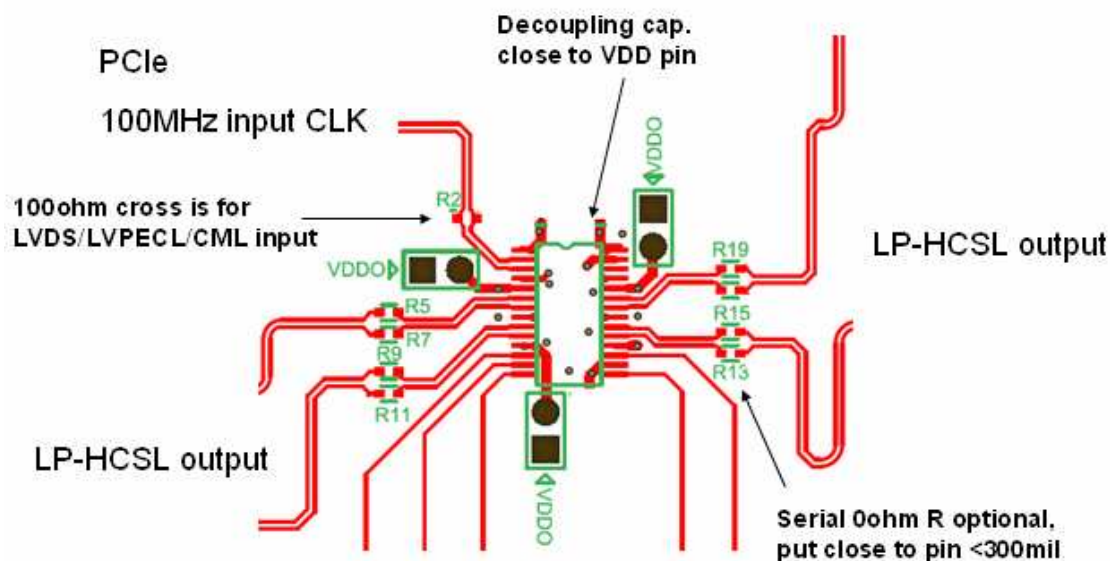 Decoupling cap.
close to VDD pin
PCIe
100MHz input CLK
VDDO
R2
100ohm cross is for
LVDS/LVPECL/CML input
LP-HCSL output
R19
VDDO
R5
R15
R7
R9
R13
R11
LP-HCSL output
VDDO
Serial 0ohm R optional,
put close to pin <300mil